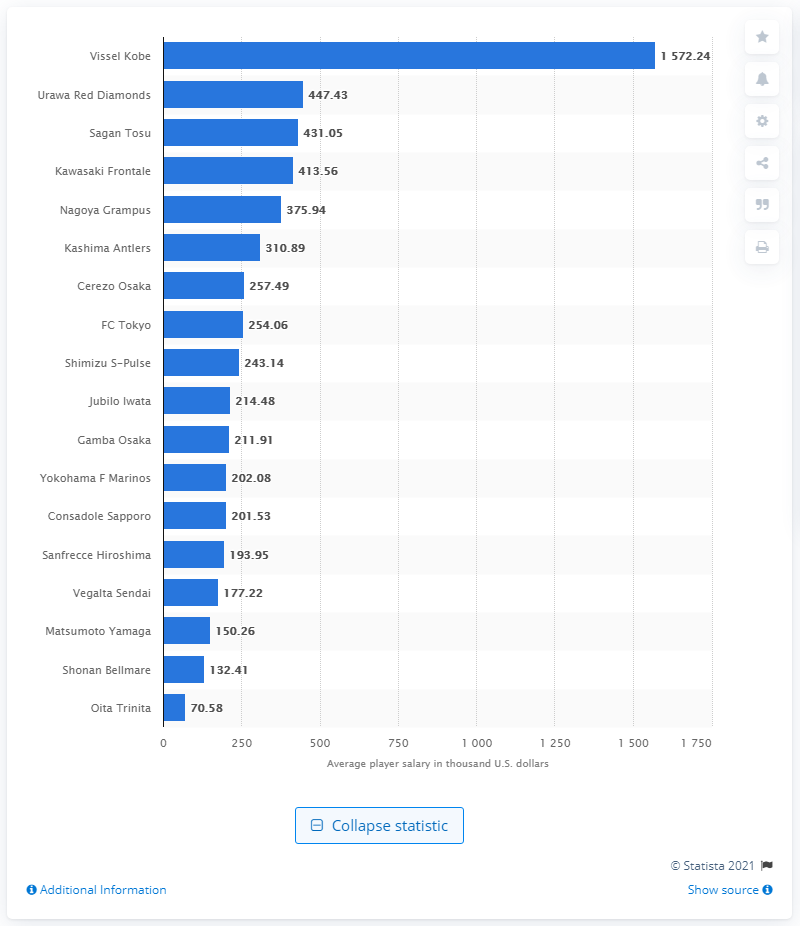 Vissel Kobe 1 572.24
Urawa Red Diamonds 447.43
Sagan Tosu 431.05
Kawasaki Frontale 413.56
Nagoya Grampus 375.94
Kashima Antlers 310.89
Cerezo Osaka 257.49
FC Tokyo 254.06
Shimizu S-Pulse 243.14
Jubilo Iwata 214.48
Gamba Osaka 211.91
Yokohama F Marinos 202.08
Consadole Sapporo 201.53
Sanfrecce Hiroshima 193.95
Vegalta Sendai 177.22
Matsumoto Yamaga 150.26
Shonan Bellmare 132.41
Oita Trinita 70.58
0 250 500 750 1 000 1 250 1 500 1 750
Average player salary in thousand U.S. dollars
Collapse statistic
© Statista 2021
Additional Information Show source